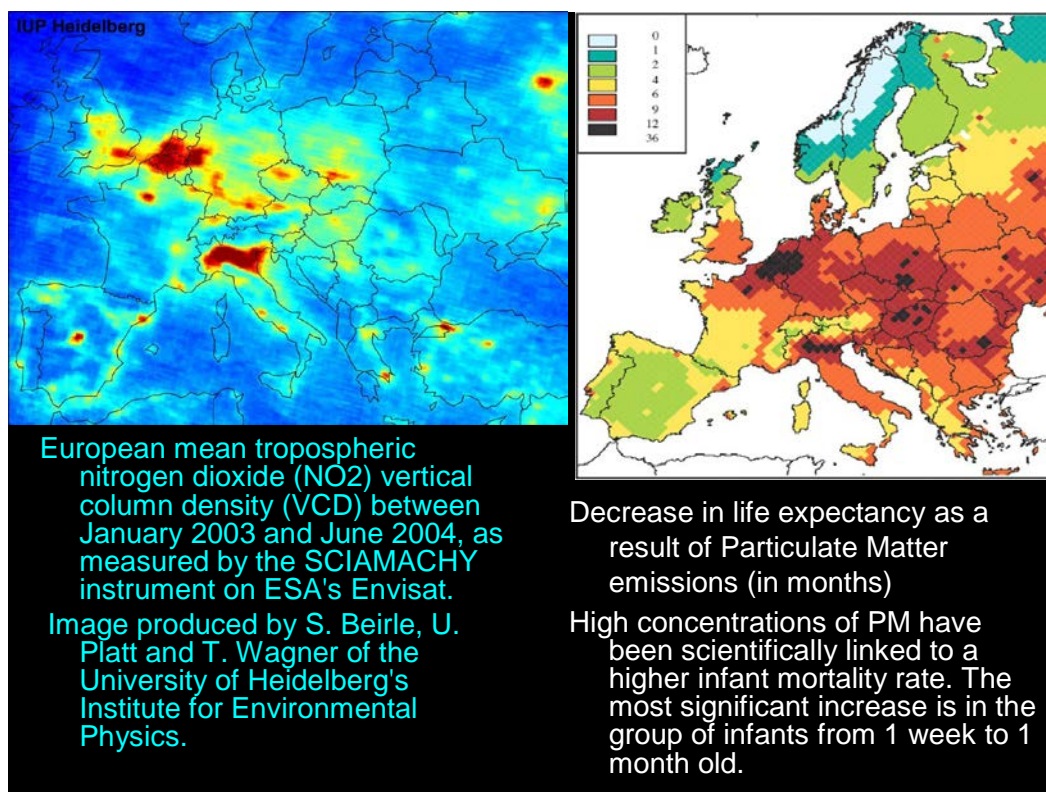 IUP Heidelberg
European mean tropospheric
nitrogen dioxide (NO2) vertical
column density (VCD) between
January 2003 and June 2004, as
measured by the SCIAMACHY
instrument on ESA's Envisat.
Image produced by S. Beirle, U.
Platt and T. Wagner of the
University of Heidelberg's
Institute for Environmental
Physics.
0
1
2
4
6
9
12
36
Decrease in life expectancy as a
result of Particulate Matter
emissions (in months)
High concentrations of PM have
been scientifically linked to a
higher infant mortality rate. The
most significant increase is in the
group of infants from 1 week to 1
month old.